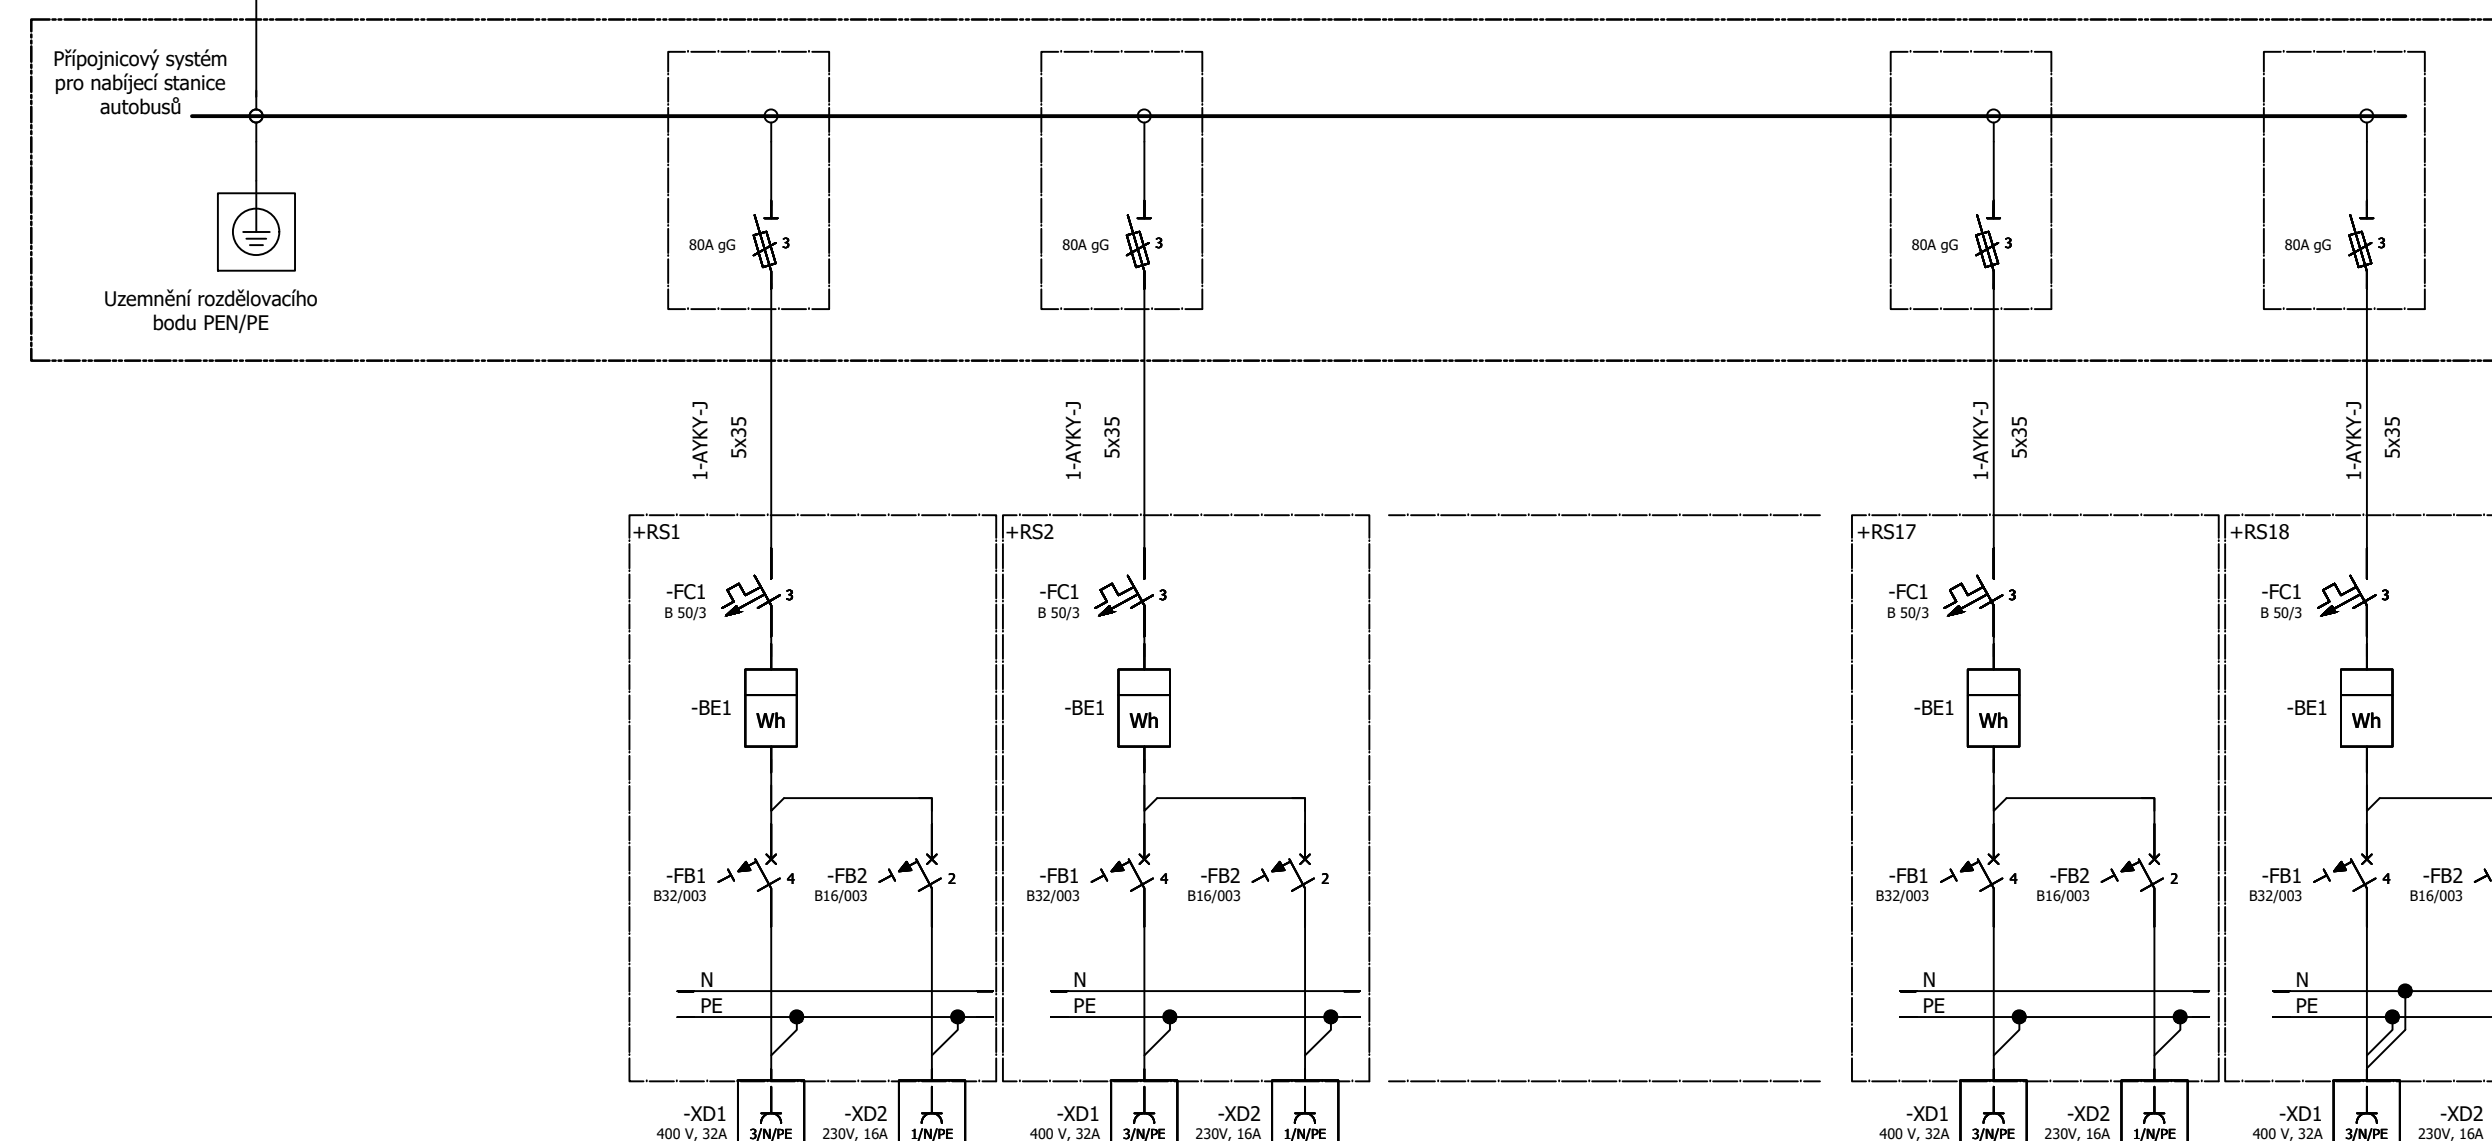 Přípojnicový systém
pro nabíjecí stanice
autobusů
Uzemnění rozdělovacího
bodu PEN/PE
80A gG 3
80A gG 3
80A gG 3
80A gG 3
1-AYKY-J
5x35
1-AYKY-J
5x35
1-AYKY-J
5x35
1-AYKY-J
5x35
+RS1
-FC1
B 50/3
3
-BE1
Wh
-FB1
B32/003
4
-FB2
B16/003
2
N
PE
-XD1
400 V, 32A
3/N/PE
-XD2
230V, 16A
1/N/PE
+RS2
-FC1
B 50/3
3
-BE1
Wh
-FB1
B32/003
4
-FB2
B16/003
2
N
PE
-XD1
400 V, 32A
3/N/PE
-XD2
230V, 16A
1/N/PE
+RS17
-FC1
B 50/3
3
-BE1
Wh
-FB1
B32/003
4
-FB2
B16/003
2
N
PE
-XD1
400 V, 32A
3/N/PE
-XD2
230V, 16A
1/N/PE
+RS18
-FC1
B 50/3
3
-BE1
Wh
-FB1
B32/003
4
-FB2
B16/003
N
PE
-XD1
400 V, 32A
3/N/PE
-XD2
230V, 16A